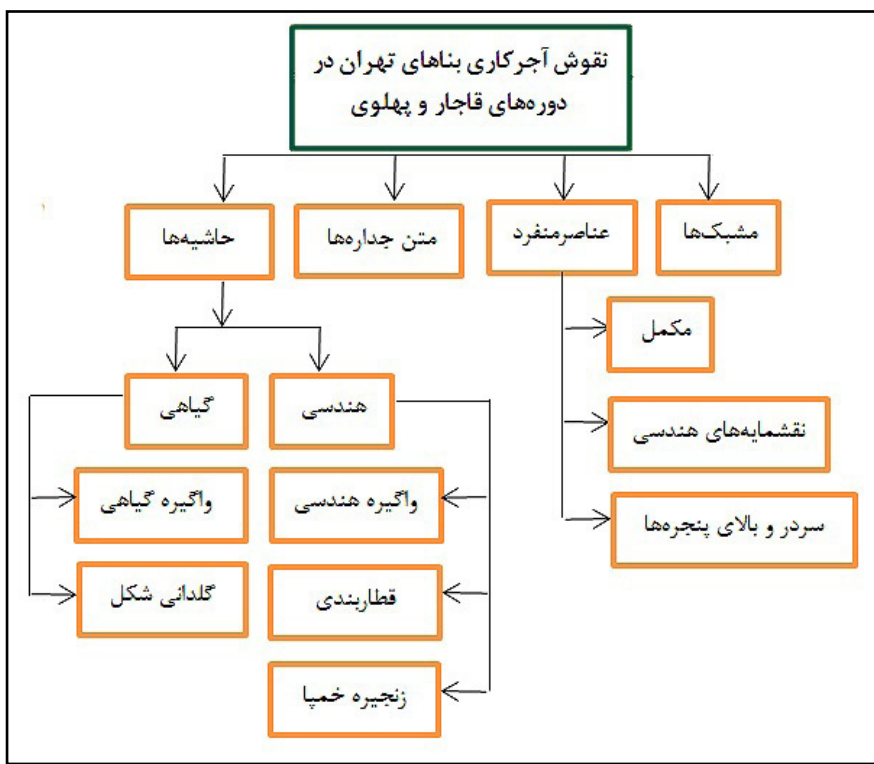 نقوش آجرکاری بناهای تهران در
دوره‌های قاجار و پهلوی
مشبک‌ها
عناصرمنفرد
متن جداره‌ها
حاشیه‌ها
مکمل
نقشمایه‌های هندسی
سردر و بالای پنجره‌ها
هندسی
گیاهی
واگیره هندسی
واگیره گیاهی
قطاربندی
گلدانی شکل
زنجیره خمپا